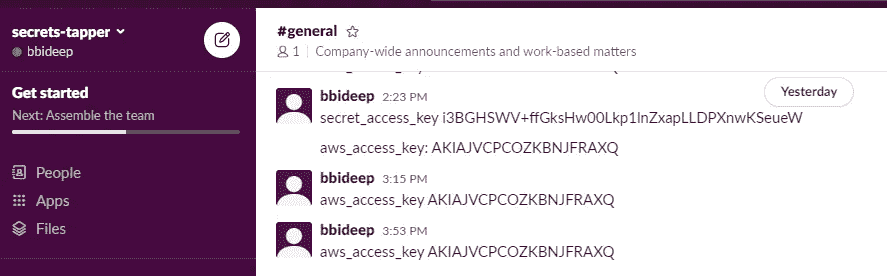 secrets-tapper
bbideep
Get started
Next: Assemble the team
People
Apps
Files
#general
1 | Company-wide announcements and work-based matters
Yesterday
bbideep 2:23 PM
secret_access_key i3BGHSWV+ffGksHw00Lkp1lnZxapLLDPXnwKSeueW
aws_access_key: AKIAJVCPCOZKBNJFRAXQ
bbideep 3:15 PM
aws_access_key AKIAJVCPCOZKBNJFRAXQ
bbideep 3:53 PM
aws_access_key AKIAJVCPCOZKBNJFRAXQ